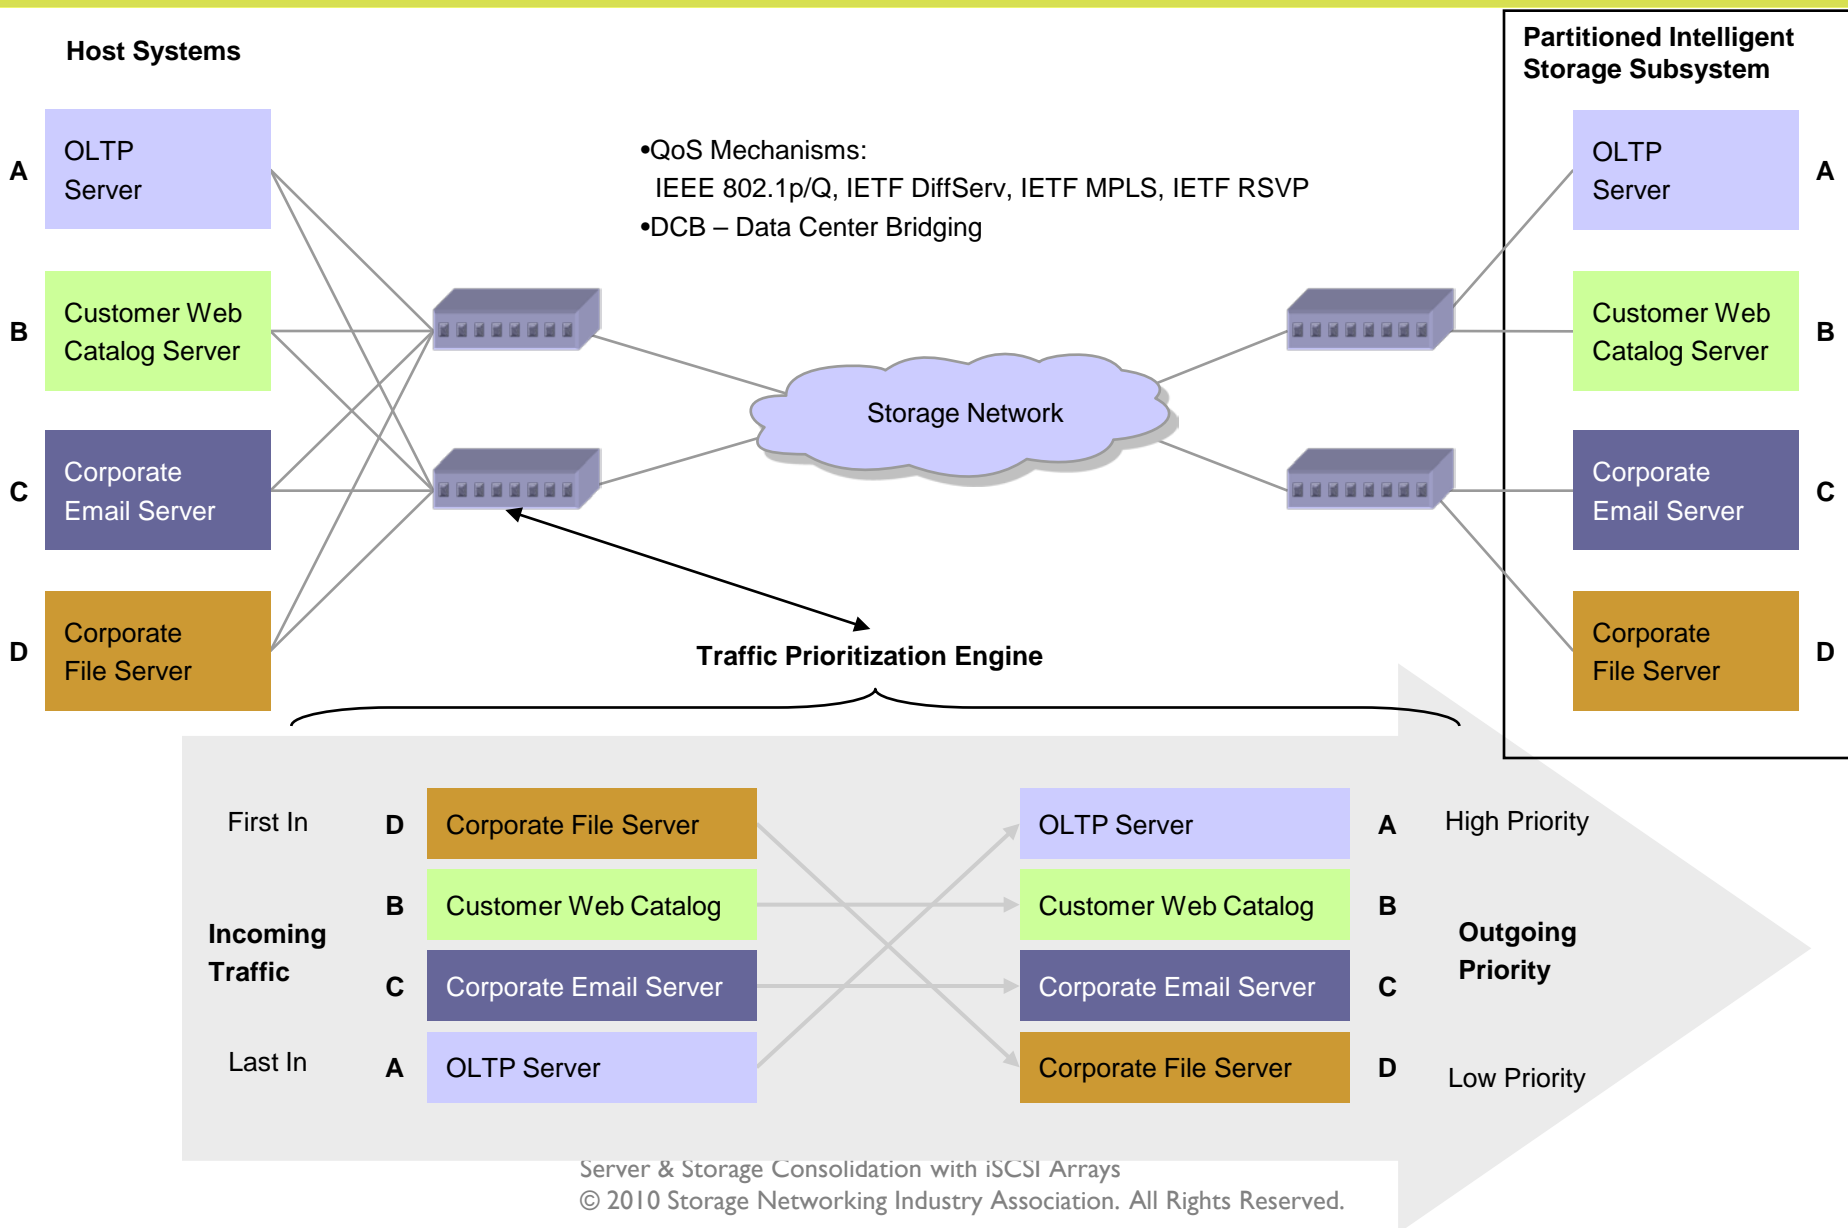 Host Systems
Partitioned Intelligent
Storage Subsystem
•QoS Mechanisms:
IEEE 802.1p/Q, IETF DiffServ, IETF MPLS, IETF RSVP
•DCB – Data Center Bridging
A
OLTP
Server
B
Customer Web
Catalog Server
C
Corporate
Email Server
D
Corporate
File Server
Storage Network
OLTP
Server
A
Customer Web
Catalog Server
B
Corporate
Email Server
C
Corporate
File Server
D
Traffic Prioritization Engine
First In
D
Corporate File Server
OLTP Server
A
High Priority
B
Customer Web Catalog
Customer Web Catalog
B
Incoming
Traffic
Outgoing
Priority
C
Corporate Email Server
Corporate Email Server
C
Last In
A
OLTP Server
Corporate File Server
D
Low Priority
Server & Storage Consolidation with iSCSI Arrays
© 2010 Storage Networking Industry Association. All Rights Reserved.